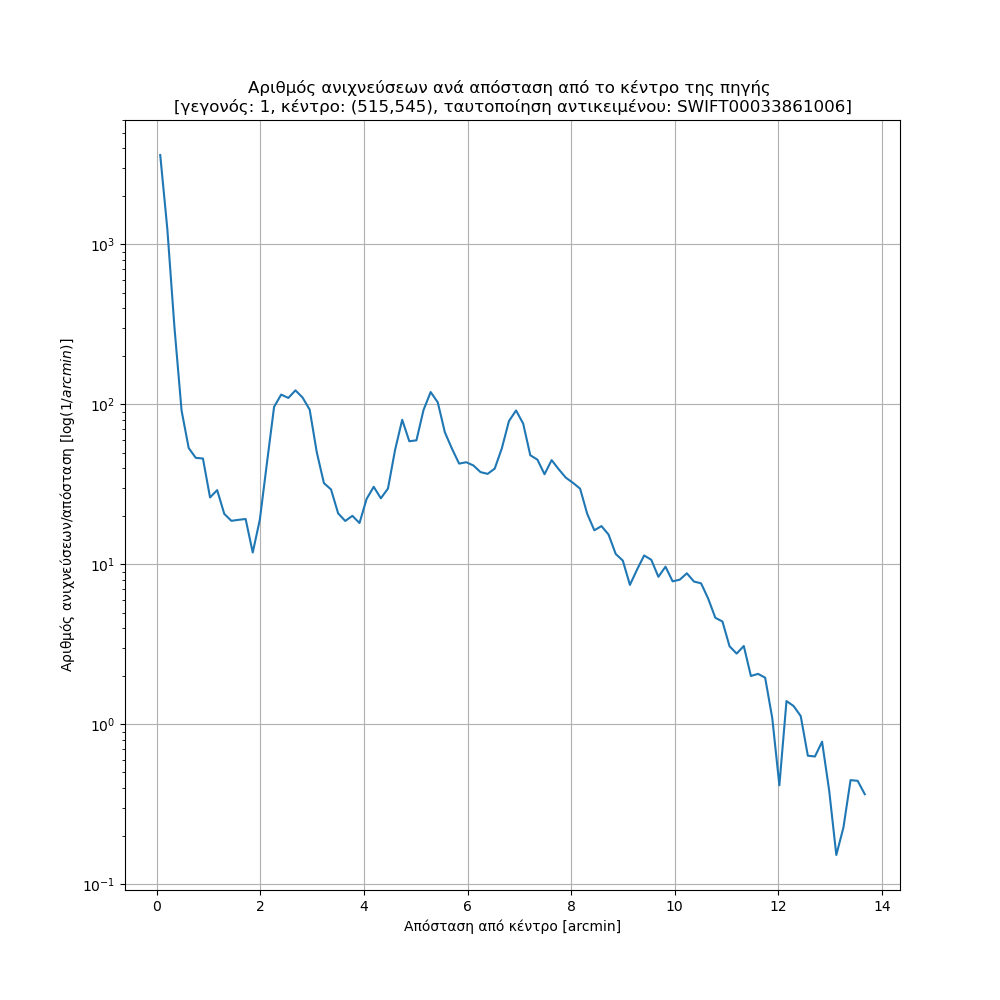 Αριθμός ανιχνεύσεων ανά απόσταση από το κέντρο της πηγής
[γεγονός: 1, κέντρο: (515,545), ταυτοποίηση αντικειμένου: SWIFT00033861006]
Αριθμός ανιχνεύσεων/απόσταση [log(1/arcmin)]
10³
10²
10¹
10⁰
10⁻¹
0 2 4 6 8 10 12 14
Απόσταση από κέντρο [arcmin]